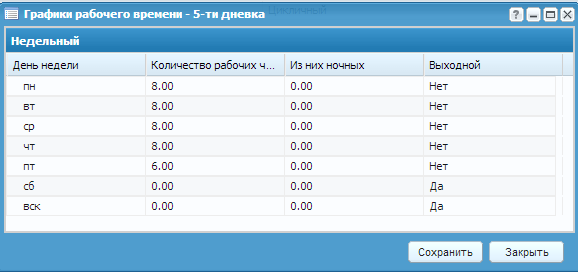 Графики рабочего времени - 5-ти дневка
Недельный
День недели Количество рабочих ч... Из них ночных Выходной
пн 8.00 0.00 Нет
вт 8.00 0.00 Нет
ср 8.00 0.00 Нет
чт 8.00 0.00 Нет
пт 6.00 0.00 Нет
сб 0.00 0.00 Да
вск 0.00 0.00 Да
Сохранить Закрыть